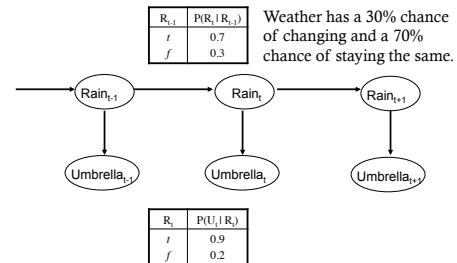 R_{t-1} P(R_t | R_{t-1})
t 0.7
f 0.3
Weather has a 30% chance
of changing and a 70%
chance of staying the same.
Rain_{t-1} Rain_t Rain_{t+1}
Umbrella_{t-1} Umbrella_t Umbrella_{t+1}
R_t P(U_t | R_t)
t 0.9
f 0.2